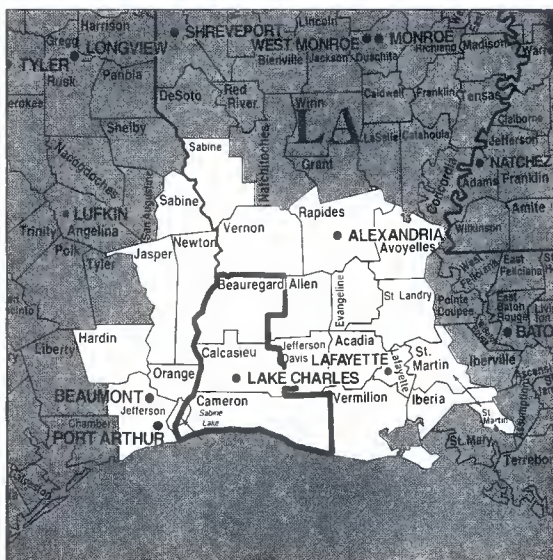 Harrison
Gregg
LONGVIEW
SHREVEPORT
Lincoln
WEST MONROE
MONROE
Richland
Madison
TYLER
Rusk
Panola
Bienville
Jackson
Ouachita
DeSoto
Red
River
Winn
Caldwell
Franklin
Tensas
Shelby
LA
LaSalle
Catahoula
Claiborne
Jefferson
Sabine
Natchitoches
Grant
Concordia
NATCHEZ
Adams
Franklin
Nacogdoches
San Augustine
Sabine
LUFKIN
Angelina
Trinity
Polk
Tyler
Amite
Wilkinson
Rapides
ALEXANDRIA
Avoyelles
Vernon
Newton
Jasper
Beauregard
Allen
Evangeline
St Landry
West
Feliciana
East
Feliciana
Pointe
Coupee
East
Baton
Rouge
Hardin
Liberty
Calcasieu
Jefferson
Davis
Acadia
LAFAYETTE
Lafayette
St.
Martin
Iberville
Orange
LAKE CHARLES
BEAUMONT
Jefferson
Cameron
Sabine
Lake
Vermilion
Iberia
Assumption
St
Martin
Chambers
PORT ARTHUR
St. Mary